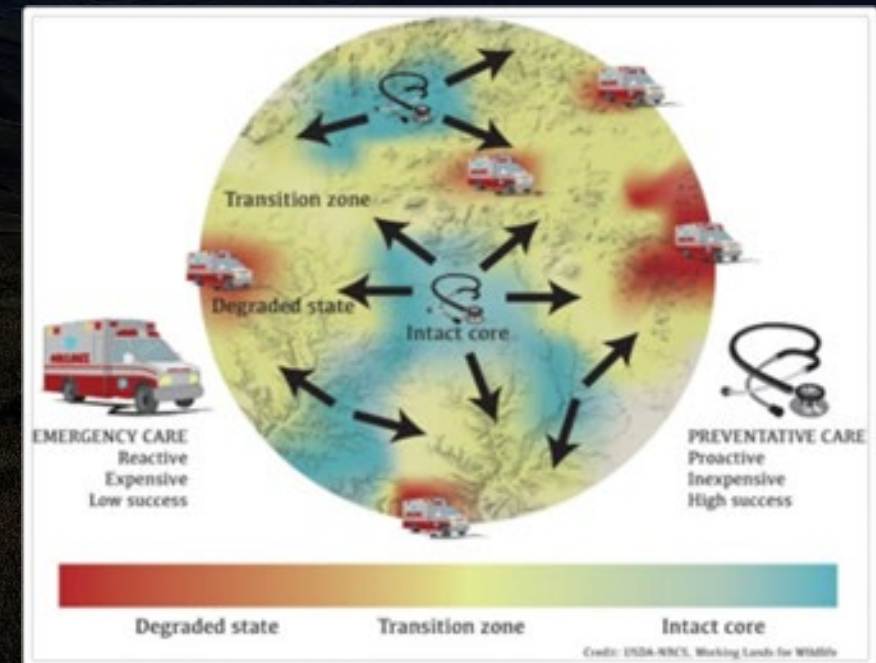 Transition zone
Degraded state
Intact core
AMBULANCE
EMERGENCY CARE
Reactive
Expensive
Low success
PREVENTATIVE CARE
Proactive
Inexpensive
High success
Degraded state
Transition zone
Intact core
Credit: USDA-NRCS, Working Lands for Wildlife